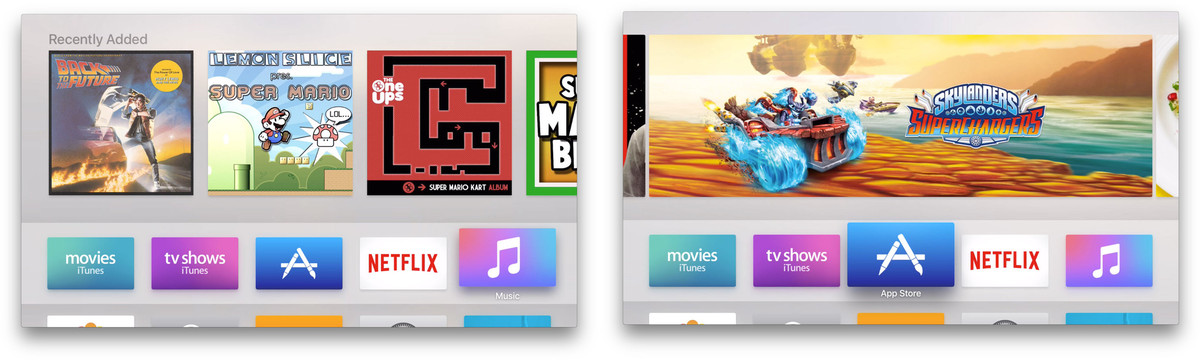 Recently Added
BACK
TO THE
FUTURE
LEMON SLICE
pres.
SUPER MARIO
LOL...
THE
One
Ups
SUPER MARIO KART ALBUM
movies
iTunes
tv shows
iTunes
NETFLIX
Music
SKYLANDERS
SUPERCHARGERS
movies
iTunes
tv shows
iTunes
NETFLIX
App Store